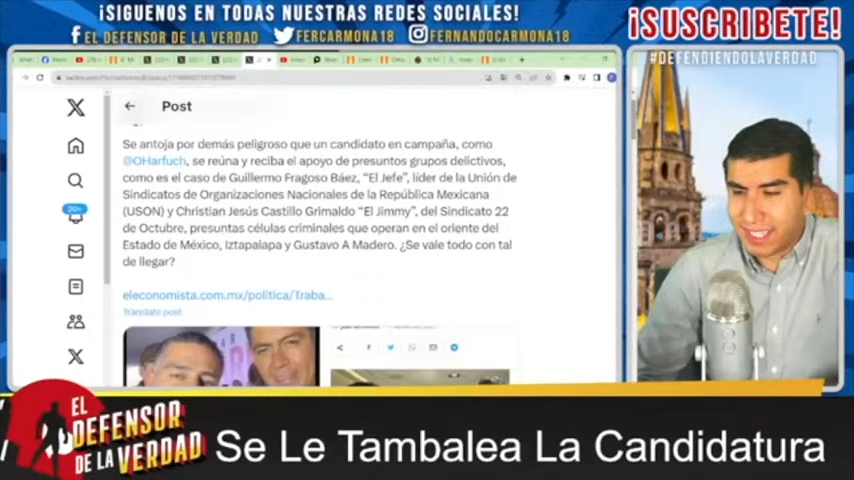 ¡SIGUENOS EN TODAS NUESTRAS REDES SOCIALES!
EL DEFENSOR DE LA VERDAD FERCARMONA18 FERNANDOCARMONA18
¡SUSCRIBETE!
#DEFENDIENDOLAVERDAD
Post
Se antoja por demás peligroso que un candidato en campaña, como
@OHarfuch, se reúna y reciba el apoyo de presuntos grupos delictivos,
como es el caso de Guillermo Fragoso Báez, “El Jefe”, líder de la Unión de
Sindicatos de Organizaciones Nacionales de la República Mexicana
(USON) y Christian Jesús Castillo Grimaldo “El Jimmy”, del Sindicato 22
de Octubre, presuntas células criminales que operan en el oriente del
Estado de México, Iztapalapa y Gustavo A Madero. ¿Se vale todo con tal
de llegar?
eleconomista.com.mx/politica/Traba...
Translate post
20+
EL
DEFENSOR
DE LA VERDAD
Se Le Tambalea La Candidatura